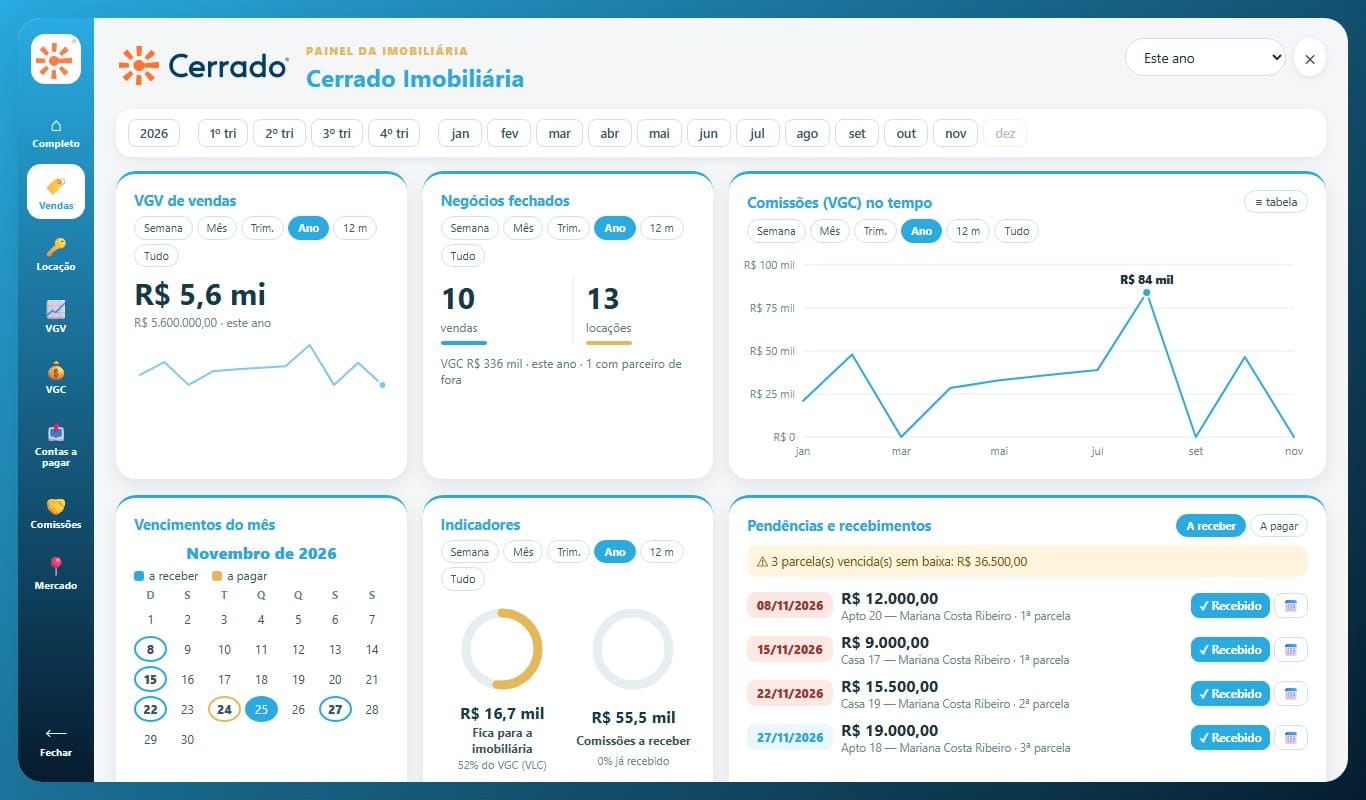 Cerrado
PAINEL DA IMOBILIÁRIA
Cerrado Imobiliária
Este ano
×
Completo
Vendas
Locação
VGV
VGC
Contas a
pagar
Comissões
Mercado
Fechar
2026 1º tri 2º tri 3º tri 4º tri jan fev mar abr mai jun jul ago set out nov dez
VGV de vendas
Semana Mês Trim. Ano 12 m
Tudo
R$ 5,6 mi
R$ 5.600.000,00 · este ano
Negócios fechados
Semana Mês Trim. Ano 12 m
Tudo
10 13
vendas locações
VGC R$ 336 mil · este ano · 1 com parceiro de
fora
Comissões (VGC) no tempo
≡ tabela
Semana Mês Trim. Ano 12 m Tudo
R$ 100 mil
R$ 84 mil
R$ 75 mil
R$ 50 mil
R$ 25 mil
R$ 0
jan mar mai jul set nov
Vencimentos do mês
Novembro de 2026
a receber a pagar
D S T Q Q S S
1 2 3 4 5 6 7
8 9 10 11 12 13 14
15 16 17 18 19 20 21
22 23 24 25 26 27 28
29 30
Indicadores
Semana Mês Trim. Ano 12 m
Tudo
R$ 16,7 mil
Fica para a
imobiliária
52% do VGC (VLC)
R$ 55,5 mil
Comissões a receber
0% já recebido
Pendências e recebimentos
A receber A pagar
⚠ 3 parcela(s) vencida(s) sem baixa: R$ 36.500,00
08/11/2026
R$ 12.000,00
Apto 20 — Mariana Costa Ribeiro · 1ª parcela
✓ Recebido
15/11/2026
R$ 9.000,00
Casa 17 — Mariana Costa Ribeiro · 1ª parcela
✓ Recebido
22/11/2026
R$ 15.500,00
Casa 19 — Mariana Costa Ribeiro · 2ª parcela
✓ Recebido
27/11/2026
R$ 19.000,00
Apto 18 — Mariana Costa Ribeiro · 3ª parcela
✓ Recebido